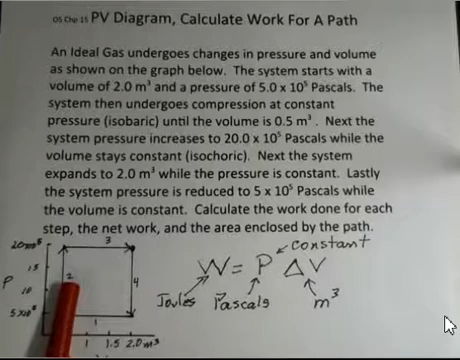 OS Chp 15 PV Diagram, Calculate Work For A Path
An Ideal Gas undergoes changes in pressure and volume
as shown on the graph below. The system starts with a
volume of 2.0 m³ and a pressure of 5.0 x 10⁵ Pascals. The
system then undergoes compression at constant
pressure (isobaric) until the volume is 0.5 m³. Next the
system pressure increases to 20.0 x 10⁵ Pascals while the
volume stays constant (isochoric). Next the system
expands to 2.0 m³ while the pressure is constant. Lastly
the system pressure is reduced to 5 x 10⁵ Pascals while
the volume is constant. Calculate the work done for each
step, the net work, and the area enclosed by the path.
constant
3
15
W = P ΔV
P
2
4
10
Joules Pascals m³
1
1 1.5 2.0 m³